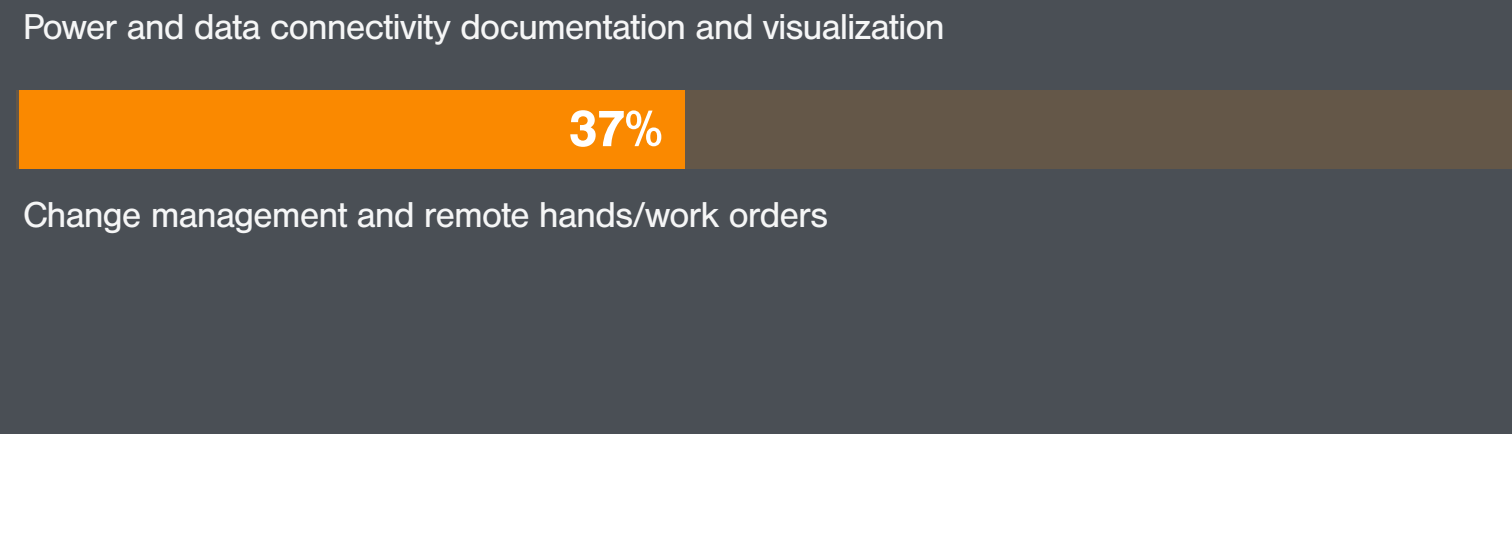 Power and data connectivity documentation and visualization
37%
Change management and remote hands/work orders